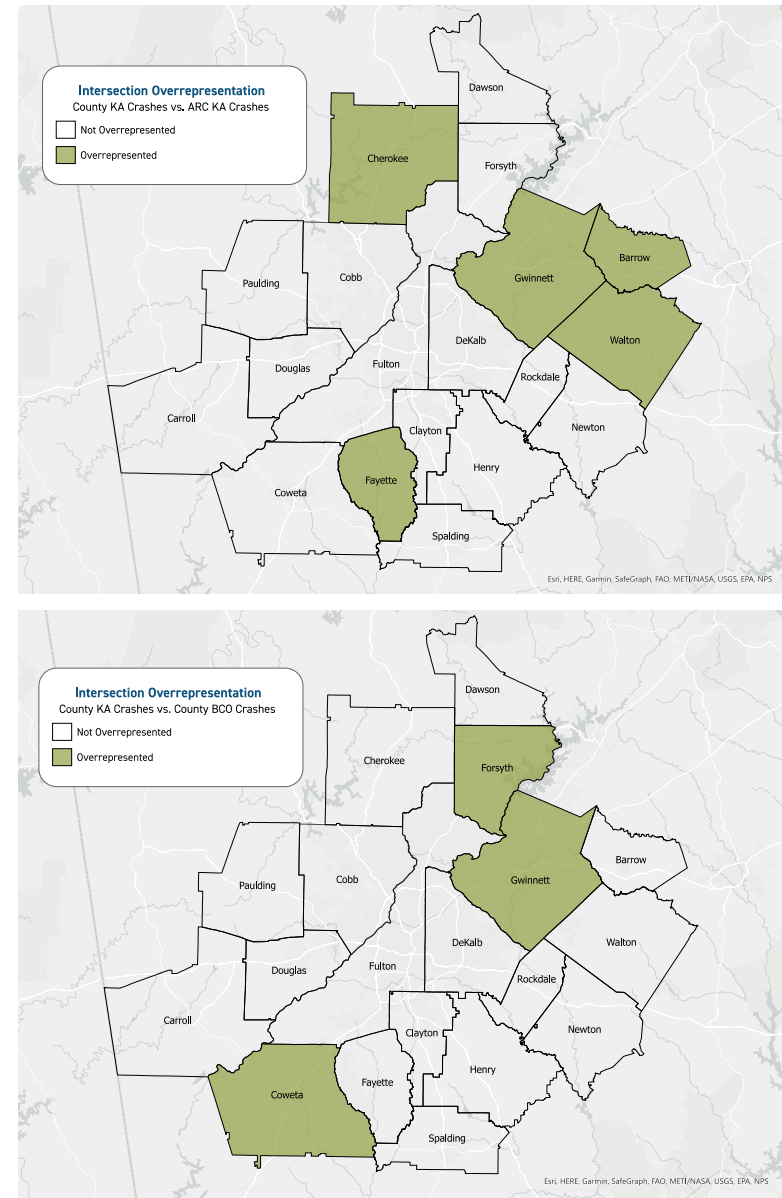 Intersection Overrepresentation
County KA Crashes vs. ARC KA Crashes
Not Overrepresented
Overrepresented
Dawson
Cherokee
Forsyth
Barrow
Gwinnett
Cobb
Paulding
Walton
DeKalb
Fulton
Douglas
Rockdale
Carroll
Newton
Clayton
Henry
Fayette
Coweta
Spalding
Esri, HERE, Garmin, SafeGraph, FAO, METI/NASA, USGS, EPA, NPS
Intersection Overrepresentation
County KA Crashes vs. County BCO Crashes
Not Overrepresented
Overrepresented
Dawson
Cherokee
Forsyth
Barrow
Cobb
Gwinnett
Paulding
DeKalb
Walton
Fulton
Douglas
Rockdale
Carroll
Newton
Clayton
Henry
Fayette
Coweta
Spalding
Esri, HERE, Garmin, SafeGraph, FAO, METI/NASA, USGS, EPA, NPS